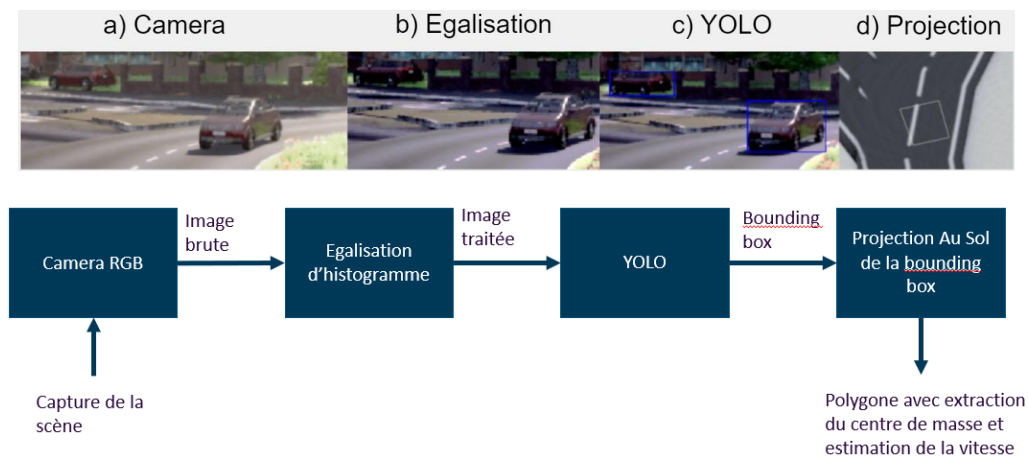 a) Camera
b) Egalisation
c) YOLO
d) Projection
Image
brute
Image
traitée
Bounding
box
Camera RGB
Egalisation
d’histogramme
YOLO
Projection Au Sol
de la bounding
box
Capture de la
scène
Polygone avec extraction
du centre de masse et
estimation de la vitesse